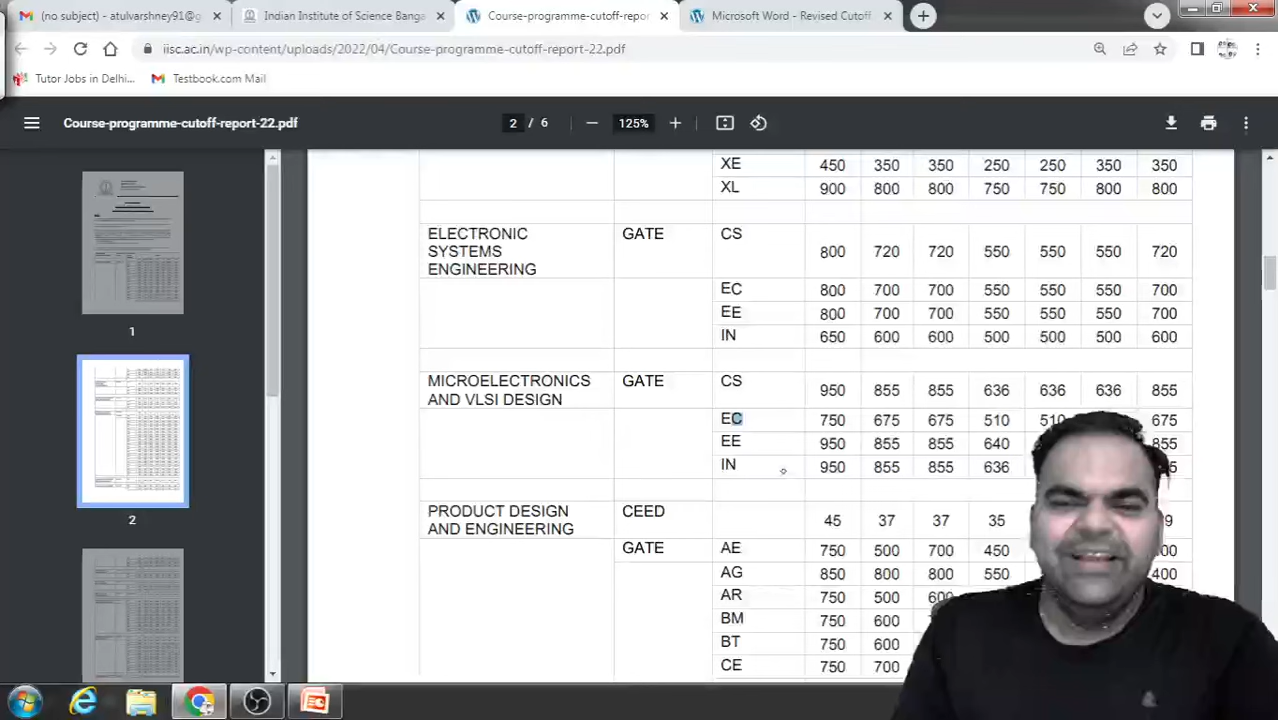 (no subject) - atulvarshney91@g
Indian Institute of Science Banga
Course-programme-cutoff-repor
Microsoft Word - Revised Cutoff
iisc.ac.in/wp-content/uploads/2022/04/Course-programme-cutoff-report-22.pdf
Tutor Jobs in Delhi...
Testbook.com Mail
Course-programme-cutoff-report-22.pdf
2 / 6
125%
XE 450 350 350 250 250 350 350
XL 900 800 800 750 750 800 800
ELECTRONIC GATE CS
SYSTEMS 800 720 720 550 550 550 720
ENGINEERING
EC 800 700 700 550 550 550 700
EE 800 700 700 550 550 550 700
IN 650 600 600 500 500 500 600
MICROELECTRONICS GATE CS 950 855 855 636 636 636 855
AND VLSI DESIGN
EC 750 675 675 510 510 675
EE 950 855 855 640 855
IN 950 855 855 636
PRODUCT DESIGN CEED 45 37 37 35
AND ENGINEERING
GATE AE 750 500 700 450
AG 850 800 800 550 400
AR 750 500
BM 750 600
BT 750 600
CE 750 700
1
2